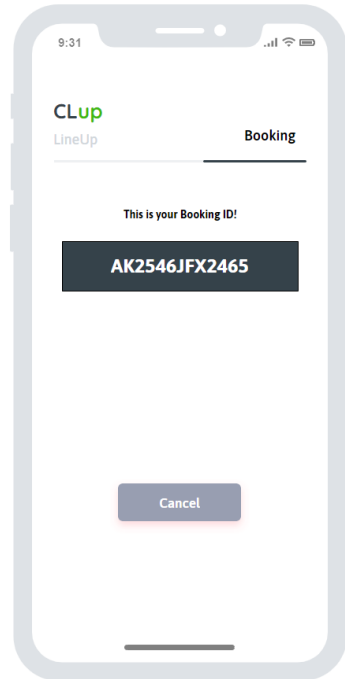 9:31
CLup
LineUp
Booking
This is your Booking ID!
AK2546JFX2465
Cancel